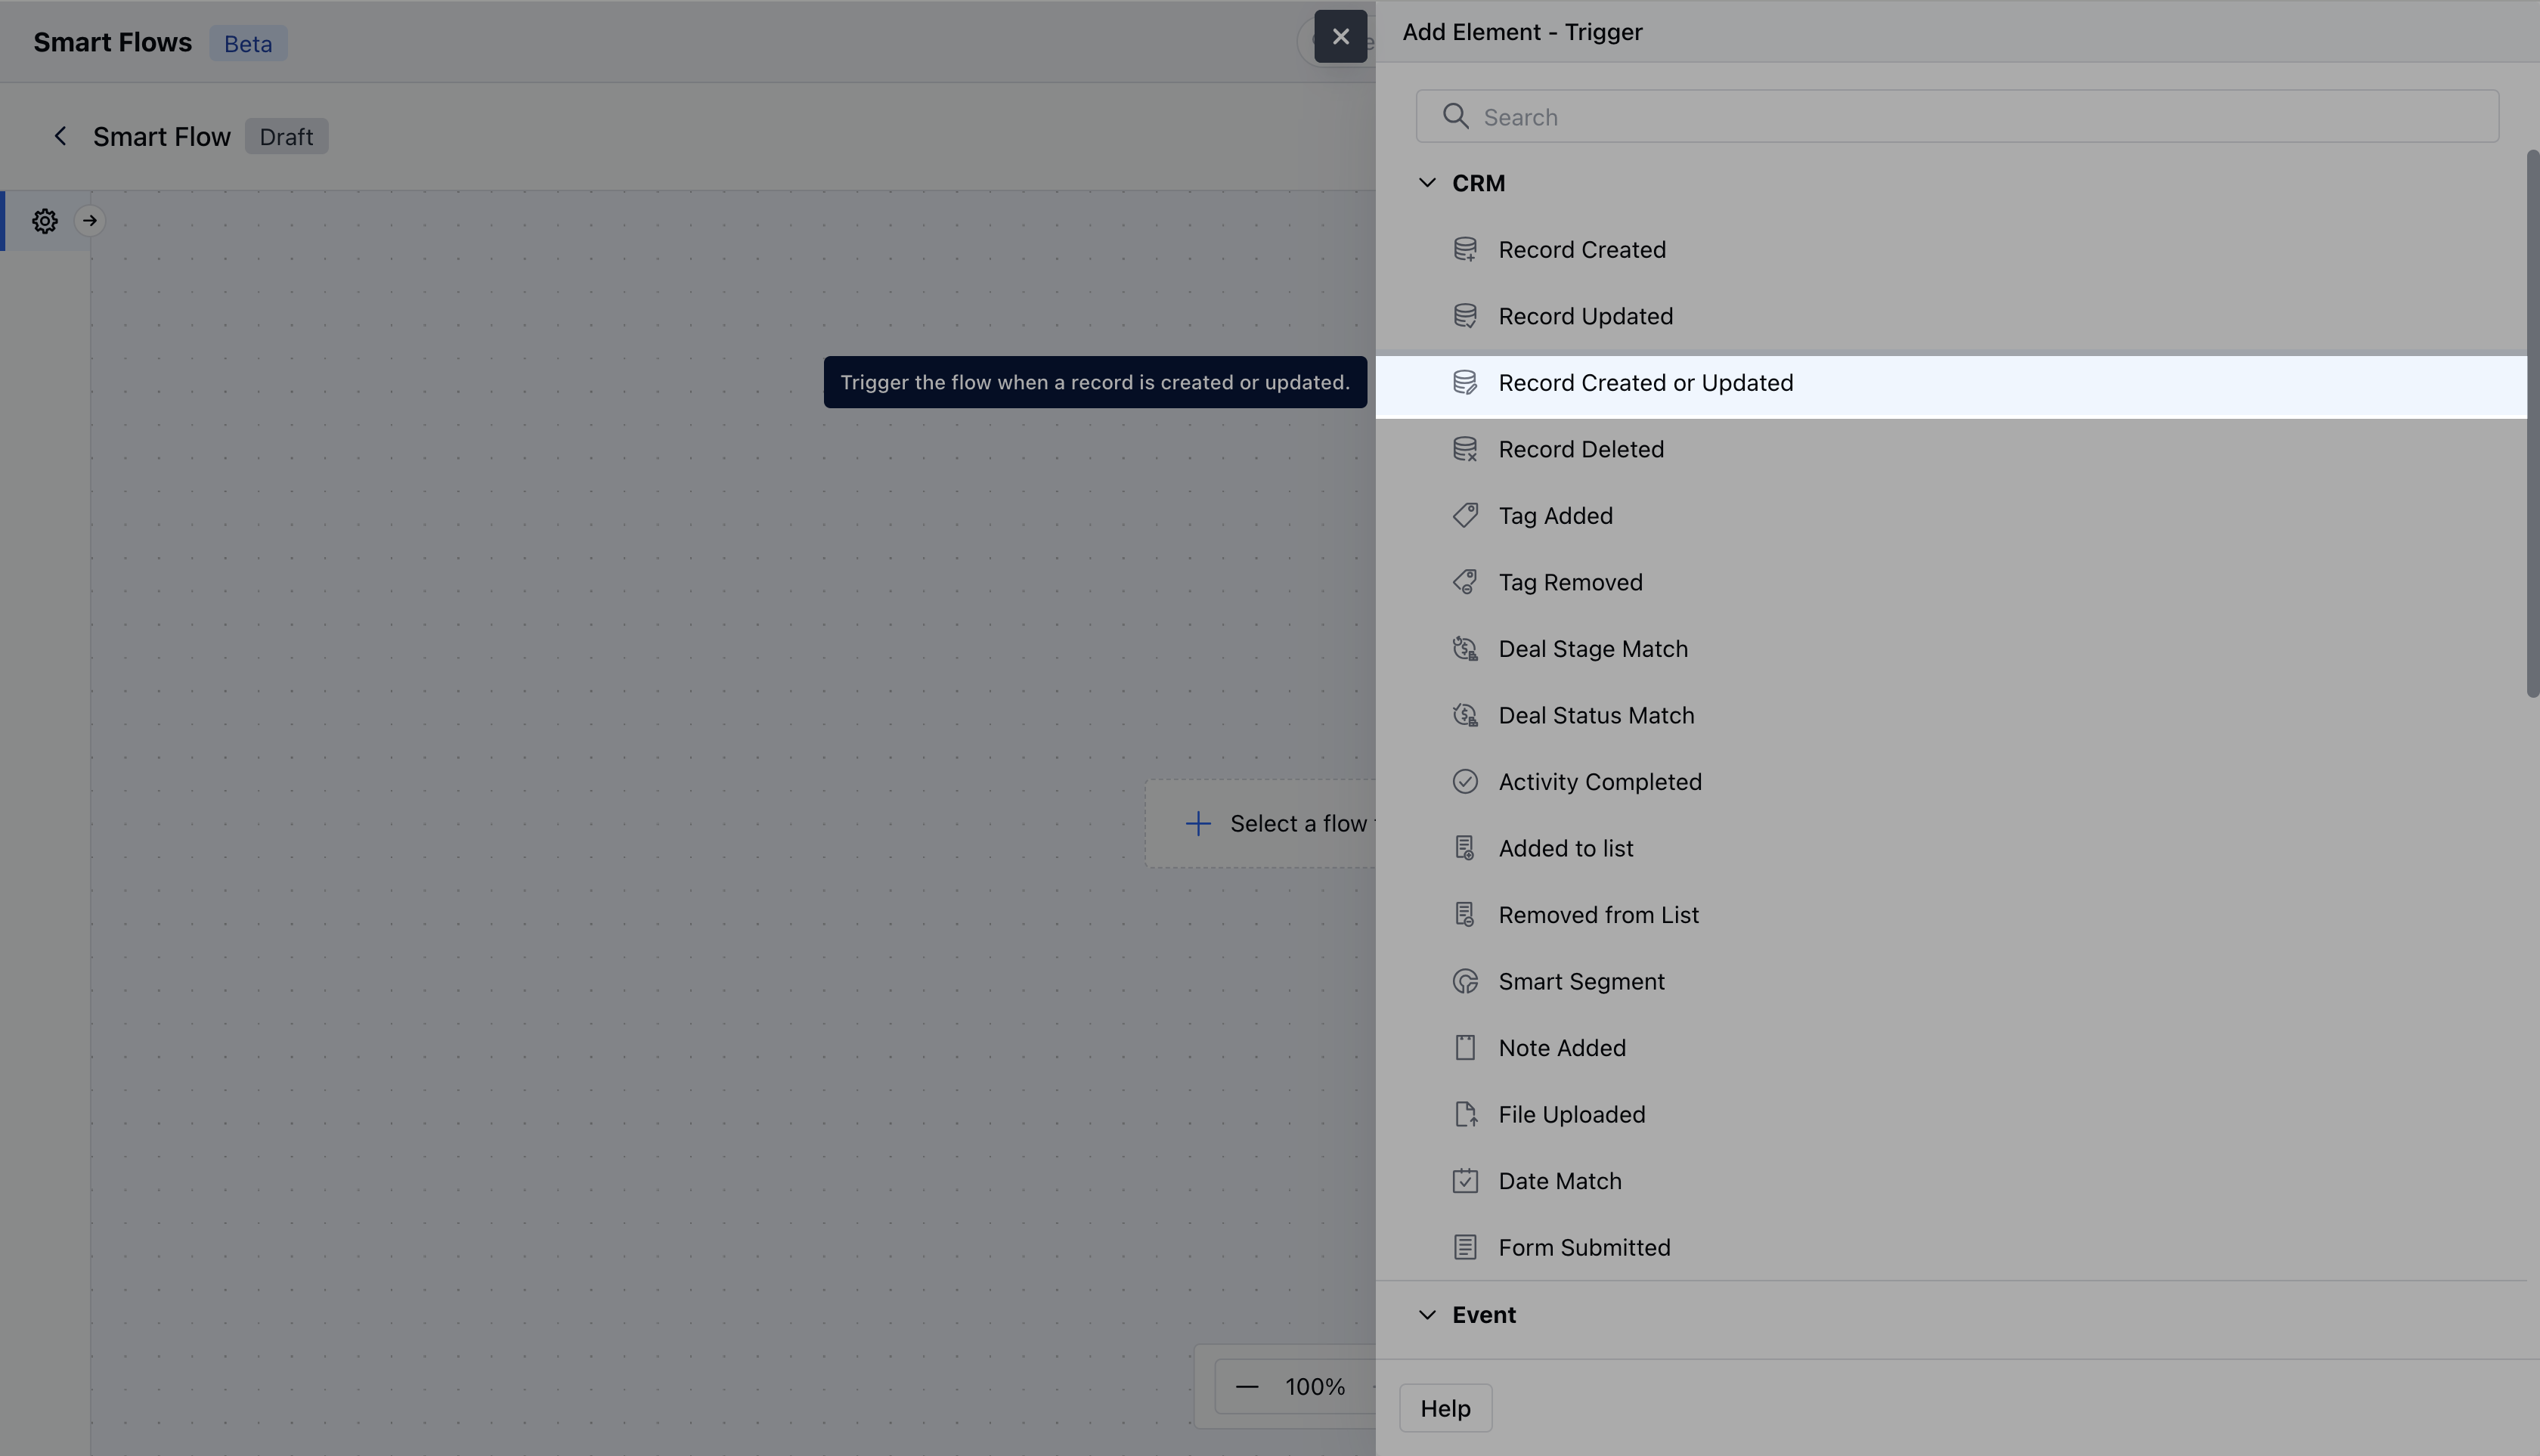 Smart Flows Beta
Add Element - Trigger
Smart Flow Draft
Search
CRM
Record Created
Record Updated
Trigger the flow when a record is created or updated.
Record Created or Updated
Record Deleted
Tag Added
Tag Removed
Deal Stage Match
Deal Status Match
Activity Completed
Select a flow
Added to list
Removed from List
Smart Segment
Note Added
File Uploaded
Date Match
Form Submitted
Event
100%
Help